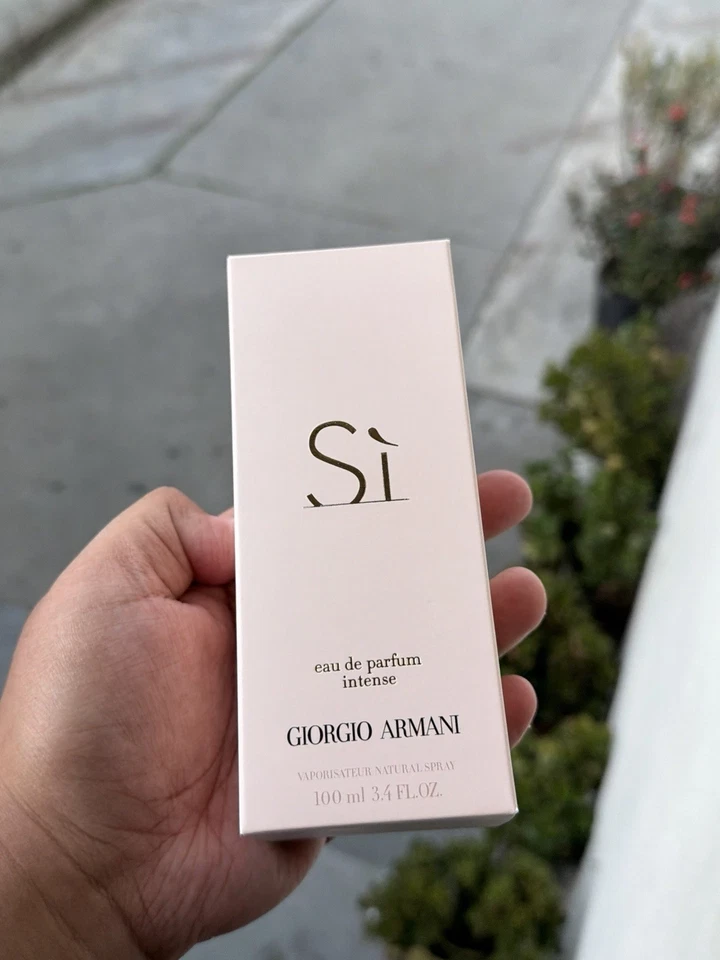 Sì
eau de parfum
intense
GIORGIO ARMANI
VAPORISATEUR NATURAL SPRAY
100 ml 3.4 FL.OZ.